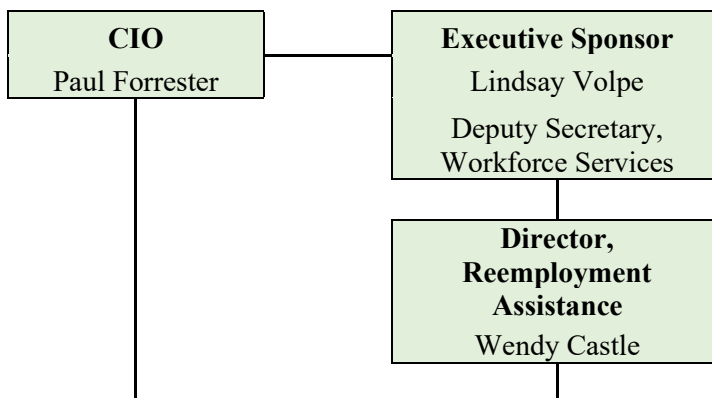 CIO
Paul Forrester
Executive Sponsor
Lindsay Volpe
Deputy Secretary,
Workforce Services
Director,
Reemployment
Assistance
Wendy Castle